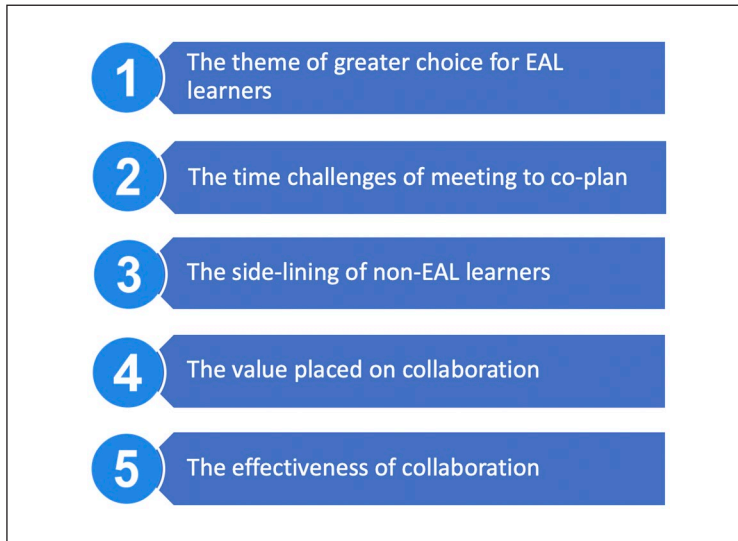 1 The theme of greater choice for EAL
learners
2 The time challenges of meeting to co-plan
3 The side-lining of non-EAL learners
4 The value placed on collaboration
5 The effectiveness of collaboration